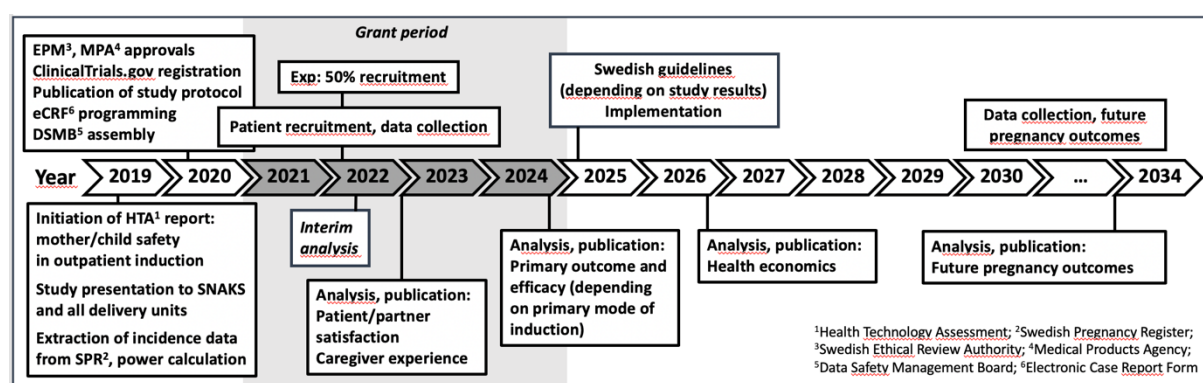 Grant period
EPM³, MPA⁴ approvals
ClinicalTrials.gov registration
Publication of study protocol
eCRF⁶ programming
DSMB⁵ assembly
Exp: 50% recruitment
Patient recruitment, data collection
Swedish guidelines
(depending on study results)
Implementation
Data collection, future
pregnancy outcomes
Year 2019 2020 2021 2022 2023 2024 2025 2026 2027 2028 2029 2030 ... 2034
Initiation of HTA¹ report:
mother/child safety
in outpatient induction
Study presentation to SNAKS
and all delivery units
Extraction of incidence data
from SPR², power calculation
Interim
analysis
Analysis, publication:
Patient/partner
satisfaction
Caregiver experience
Analysis, publication:
Primary outcome and
efficacy (depending
on primary mode of
induction)
Analysis, publication:
Health economics
Analysis, publication:
Future pregnancy outcomes
¹Health Technology Assessment; ²Swedish Pregnancy Register;
³Swedish Ethical Review Authority; ⁴Medical Products Agency;
⁵Data Safety Management Board; ⁶Electronic Case Report Form